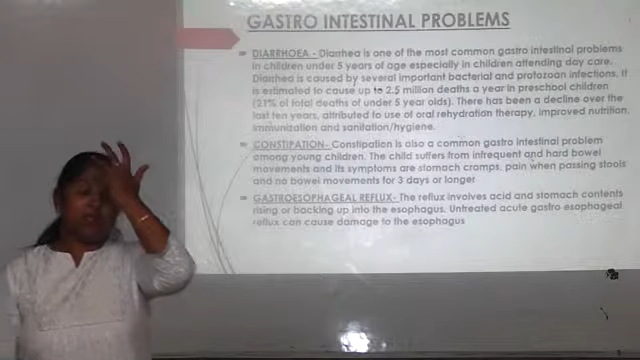 GASTRO INTESTINAL PROBLEMS
DIARRHOEA - Diarrhea is one of the most common gastro intestinal problems
in children under 5 years of age especially in children attending day care.
Diarrhea is caused by several important bacterial and protozoan infections. It
is estimated to cause up to 2.5 million deaths a year in preschool children
(21% of total deaths of under 5 year olds). There has been a decline over the
last ten years, attributed to use of oral rehydration therapy, improved nutrition,
immunization and sanitation/hygiene.
CONSTIPATION- Constipation is also a common gastro intestinal problem
among young children. The child suffers from infrequent and hard bowel
movements and its symptoms are stomach cramps, pain when passing stools
and no bowel movements for 3 days or longer
GASTROESOPHAGEAL REFLUX- The reflux involves acid and stomach contents
rising or backing up into the esophagus. Untreated acute gastro esophageal
reflux can cause damage to the esophagus